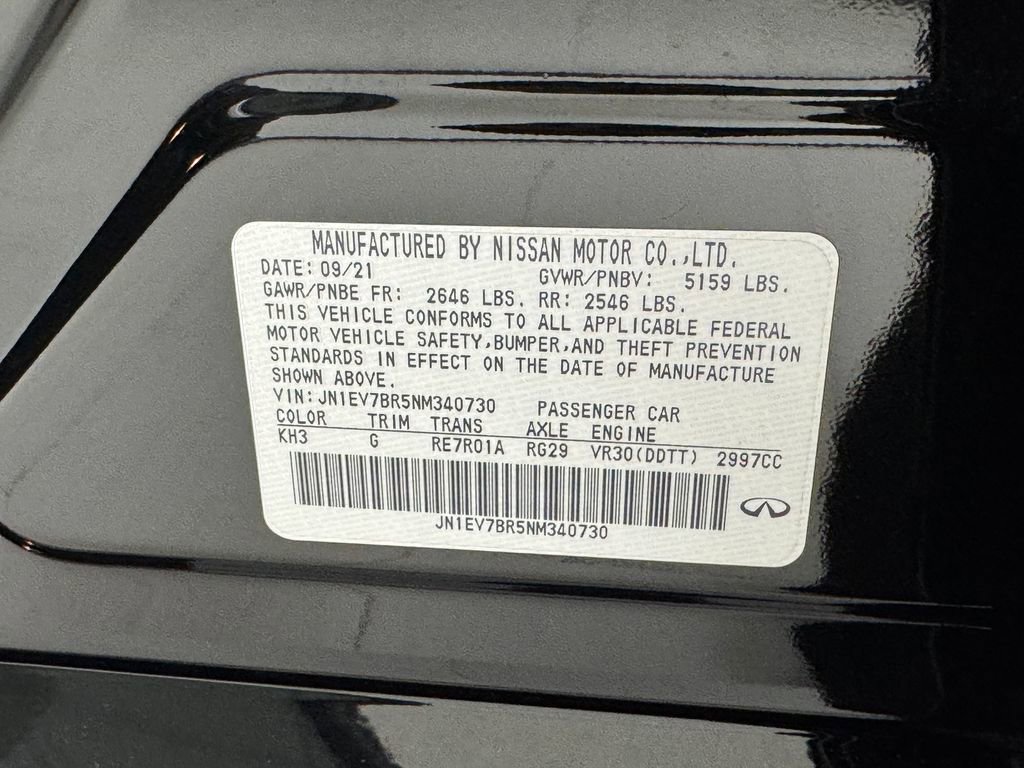 MANUFACTURED BY NISSAN MOTOR CO.,LTD.
DATE: 09/21 GVWR/PNBV: 5159 LBS.
GAWR/PNBE FR: 2646 LBS. RR: 2546 LBS.
THIS VEHICLE CONFORMS TO ALL APPLICABLE FEDERAL
MOTOR VEHICLE SAFETY,BUMPER,AND THEFT PREVENTION
STANDARDS IN EFFECT ON THE DATE OF MANUFACTURE
SHOWN ABOVE.
VIN:JN1EV7BR5NM340730 PASSENGER CAR
COLOR TRIM TRANS AXLE ENGINE
KH3 G RE7R01A RG29 VR30(DDTT) 2997CC
JN1EV7BR5NM340730